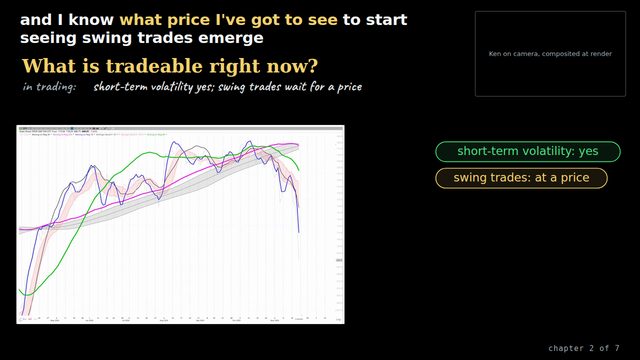 and I know what price I've got to see to start
seeing swing trades emerge
Ken on camera, composited at render
What is tradeable right now?
in trading: short-term volatility yes; swing trades wait for a price
short-term volatility: yes
swing trades: at a price
chapter 2 of 7